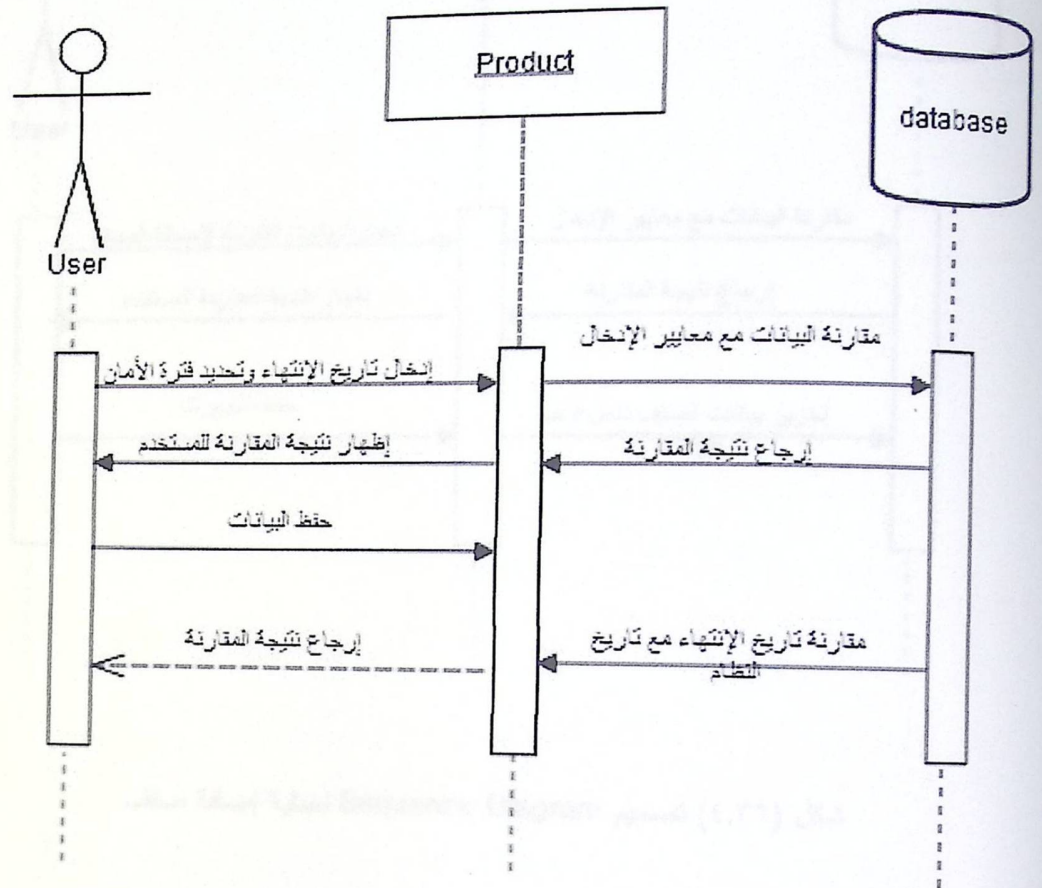 Product
database
User
مقارنة البيانات مع معايير الإدخال
إدخال تاريخ الإنتهاء وتحديد فترة الأمان
إظهار نتيجة المقارنة للمستخدم
إرجاع نتيجة المقارنة
حفظ البيانات
إرجاع نتيجة المقارنة
مقارنة تاريخ الإنتهاء مع تاريخ
النظام